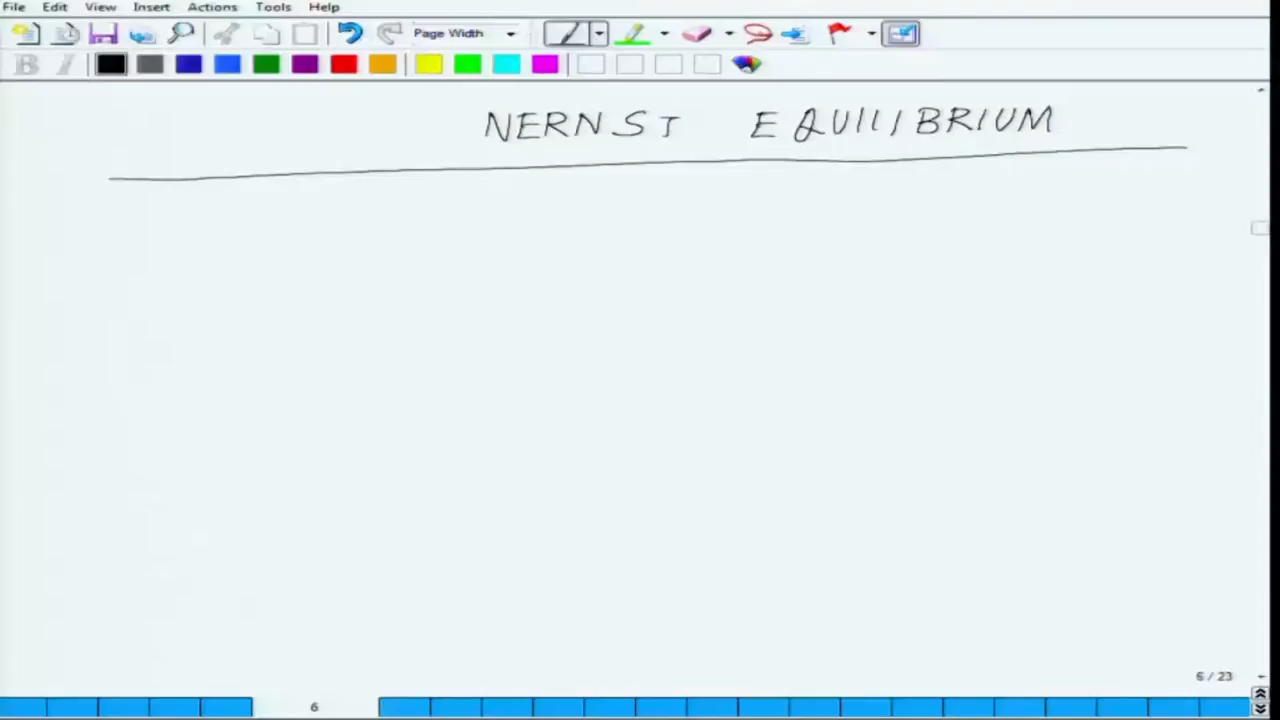 File Edit View Insert Actions Tools Help
Page Width
B I
NERNST EQUILIBRIUM
6 / 23
6